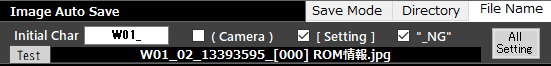 Image Auto Save Save Mode Directory File Name
Initial Char W01_ ( Camera ) [ Setting ] "_NG" All Setting
Test W01_02_13393595_[000] ROM情報.jpg